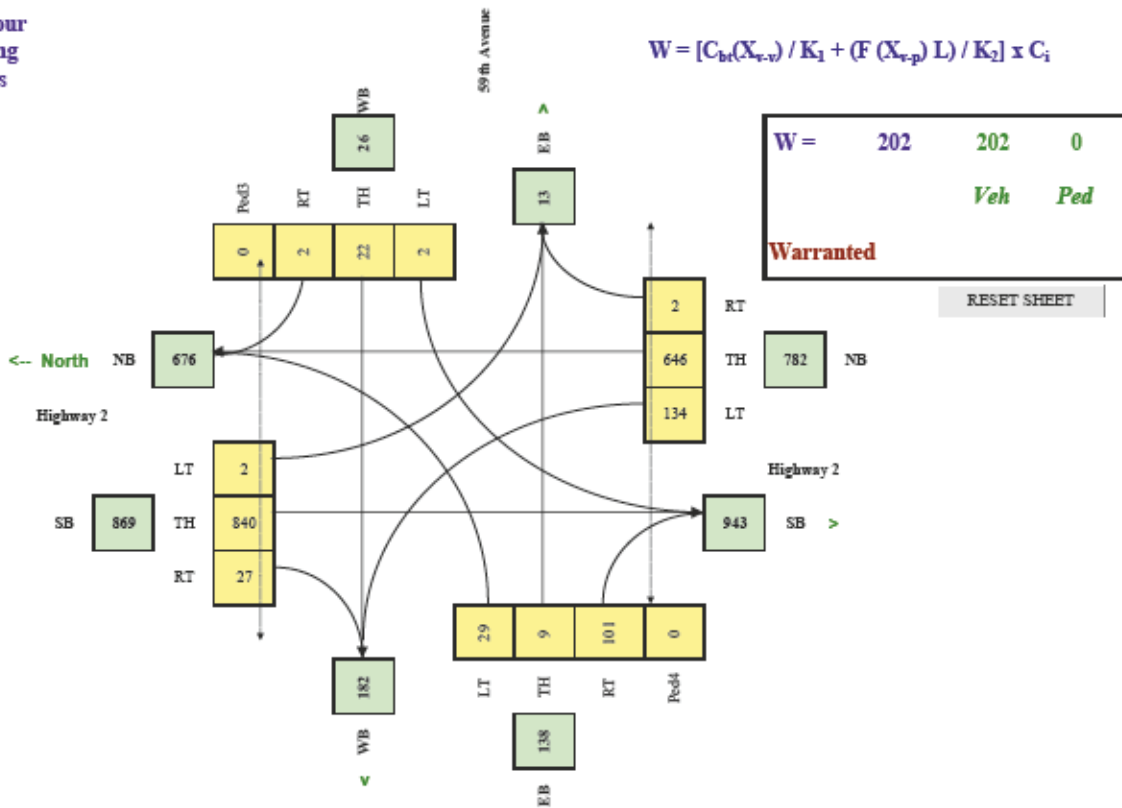 our
ng
s
59th Avenue
W = [C_bt(X_v-v) / K_1 + (F (X_v-p) L) / K_2] x C_i
WB
26
^
EB
13
W = 202 202 0
Veh Ped
Warranted
RESET SHEET
Ped3 RT TH LT
0 2 22 2
2 RT
<-- North NB 676
646 TH 782 NB
134 LT
Highway 2
LT 2
Highway 2
SB 869 TH 840
943 SB >
RT 27
29 9 101 0
LT TH RT Ped4
182
WB
v
138
EB